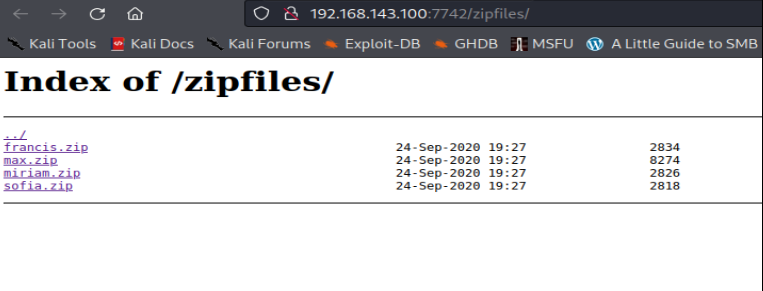 192.168.143.100:7742/zipfiles/
Kali Tools Kali Docs Kali Forums Exploit-DB GHDB MSFU A Little Guide to SMB
Index of /zipfiles/
../
francis.zip 24-Sep-2020 19:27 2834
max.zip 24-Sep-2020 19:27 8274
miriam.zip 24-Sep-2020 19:27 2826
sofia.zip 24-Sep-2020 19:27 2818